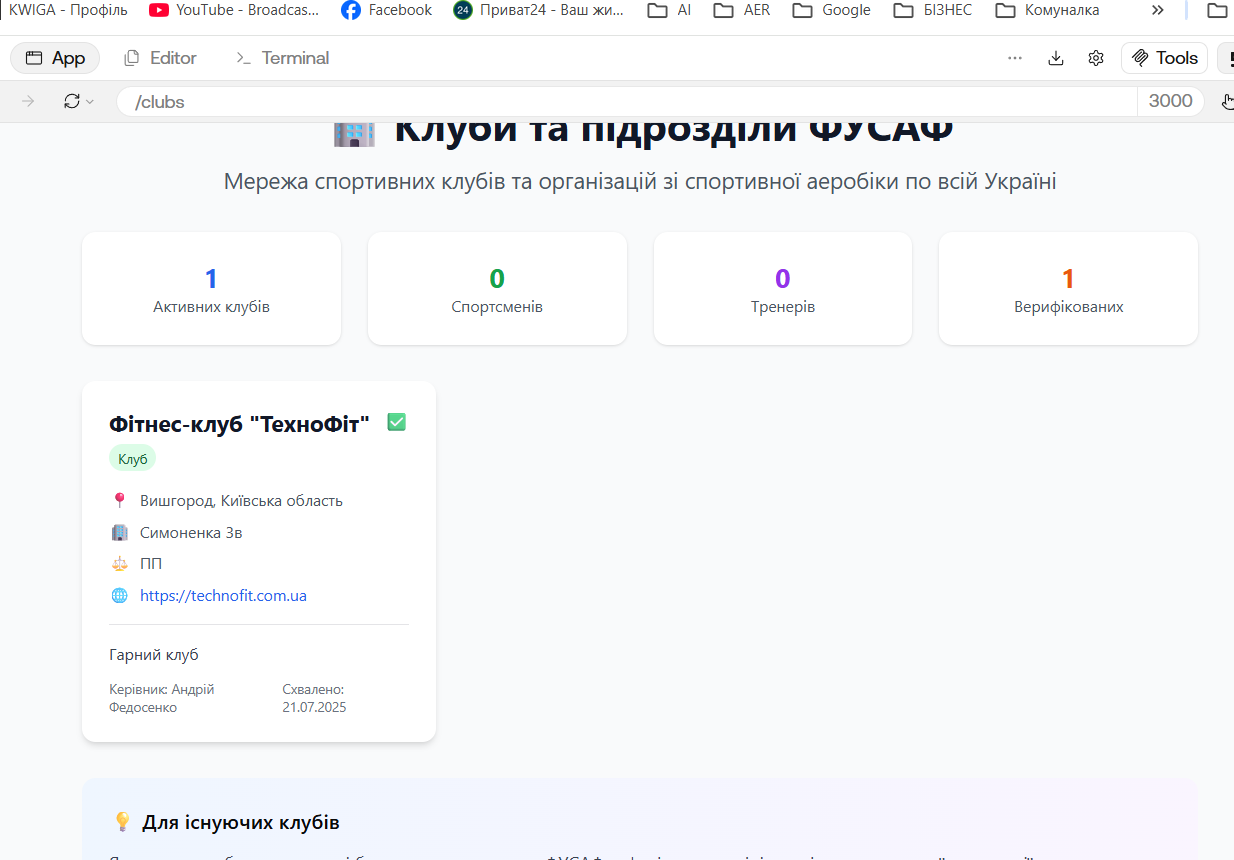 KWIGA - Профіль
YouTube - Broadcas...
Facebook
24
Приват24 - Ваш жи...
AI
AER
Google
БІЗНЕС
Комуналка
App
Editor
Terminal
Tools
/clubs
3000
Клуби та підрозділи ФУСАФ
Мережа спортивних клубів та організацій зі спортивної аеробіки по всій Україні
1
Активних клубів
0
Спортсменів
0
Тренерів
1
Верифікованих
Фітнес-клуб "ТехноФіт"
Клуб
Вишгород, Київська область
Симоненка 3в
ПП
https://technofit.com.ua
Гарний клуб
Керівник: Андрій
Федосенко
Схвалено:
21.07.2025
Для існуючих клубів